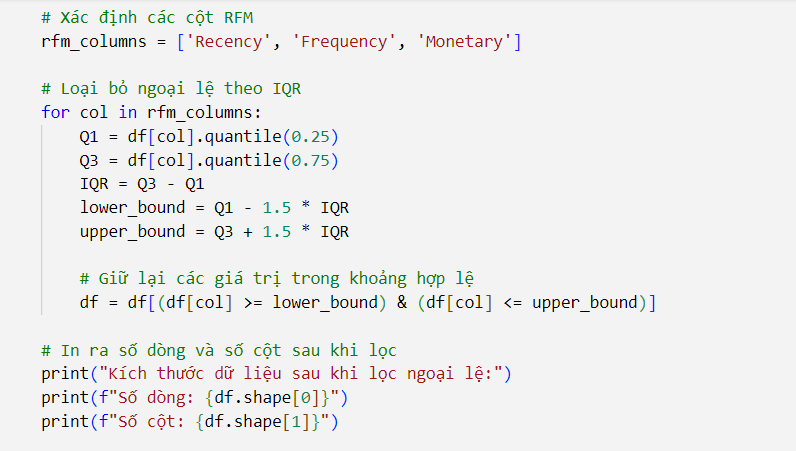 # Xác định các cột RFM
rfm_columns = ['Recency', 'Frequency', 'Monetary']
# Loại bỏ ngoại lệ theo IQR
for col in rfm_columns:
    Q1 = df[col].quantile(0.25)
    Q3 = df[col].quantile(0.75)
    IQR = Q3 - Q1
    lower_bound = Q1 - 1.5 * IQR
    upper_bound = Q3 + 1.5 * IQR
    # Giữ lại các giá trị trong khoảng hợp lệ
    df = df[(df[col] >= lower_bound) & (df[col] <= upper_bound)]
# In ra số dòng và số cột sau khi lọc
print("Kích thước dữ liệu sau khi lọc ngoại lệ:")
print(f"Số dòng: {df.shape[0]}")
print(f"Số cột: {df.shape[1]}")